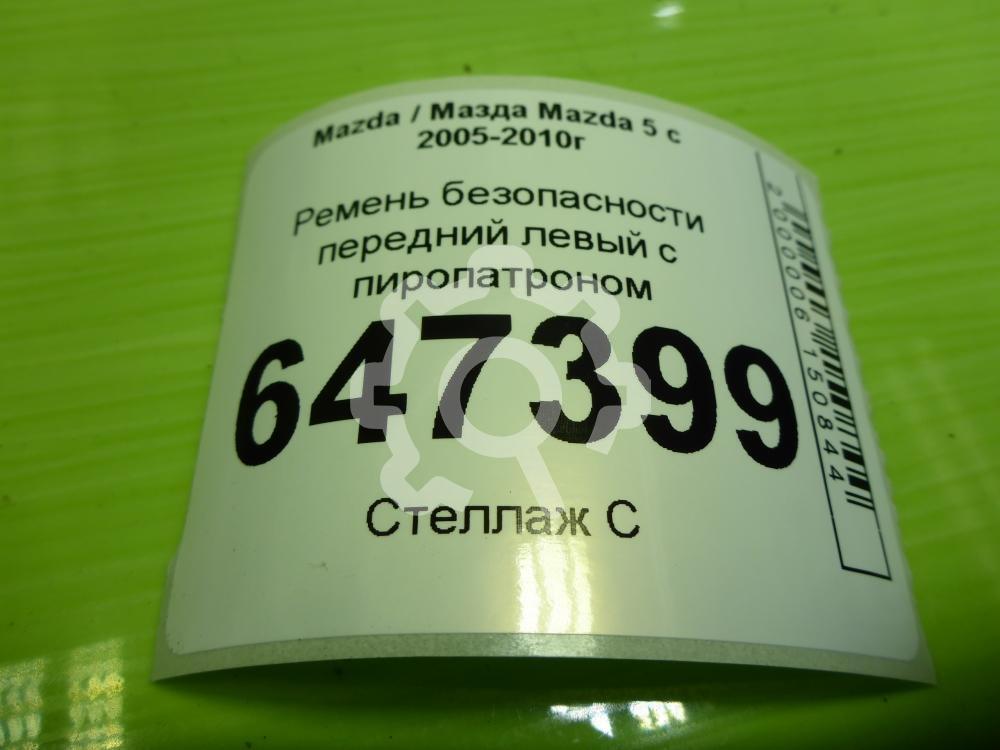 Mazda / Мазда Mazda 5 с
2005-2010г
Ремень безопасности
передний левый с
пиропатроном
647399
Стеллаж С
2000006150844